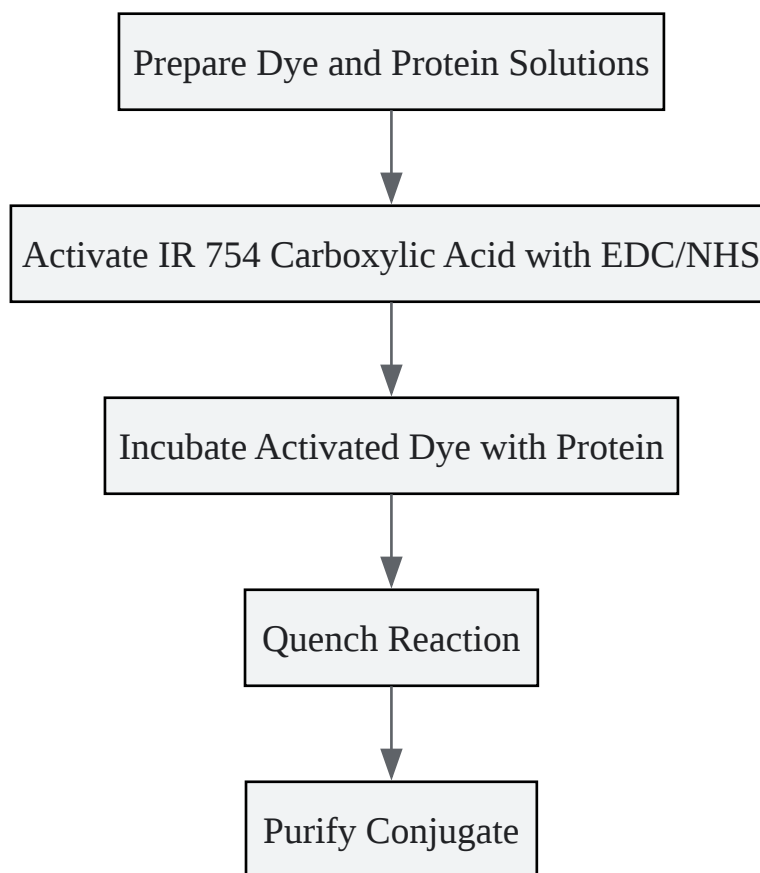 Prepare Dye and Protein Solutions
Activate IR 754 Carboxylic Acid with EDC/NHS
Incubate Activated Dye with Protein
Quench Reaction
Purify Conjugate